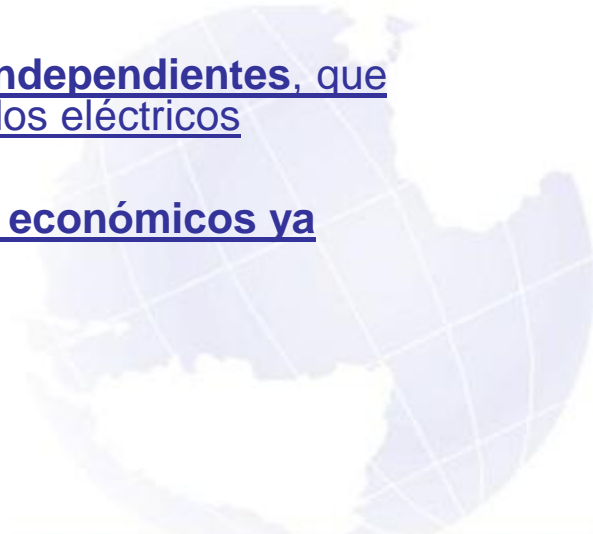 ndependientes, que
los eléctricos
económicos ya